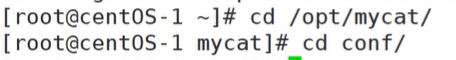 [root@centOS-1 ~]# cd /opt/mycat/
[root@centOS-1 mycat]# cd conf/